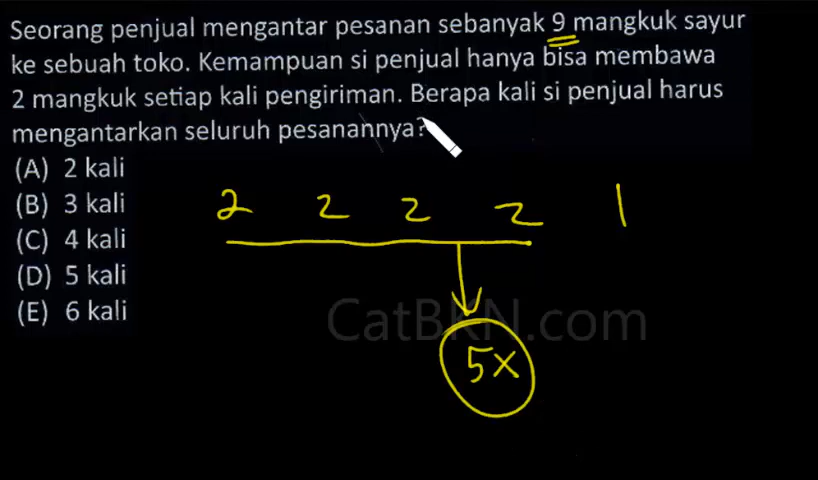 Seorang penjual mengantar pesanan sebanyak 9 mangkuk sayur
ke sebuah toko. Kemampuan si penjual hanya bisa membawa
2 mangkuk setiap kali pengiriman. Berapa kali si penjual harus
mengantarkan seluruh pesanannya?
(A) 2 kali
(B) 3 kali
(C) 4 kali
(D) 5 kali
(E) 6 kali
2 2 2 2 1
CatBKN.com
5x